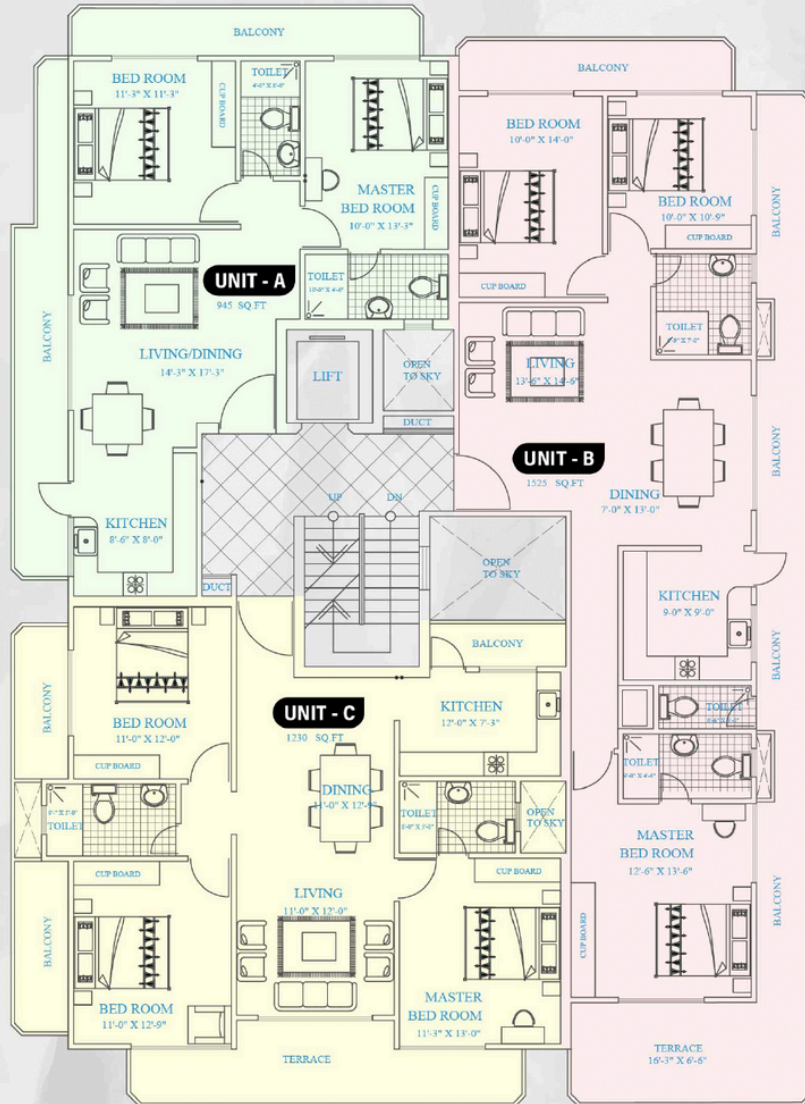 BALCONY
BED ROOM
11'-3" X 11'-3"
CUP BOARD
TOILET
MASTER
BED ROOM
10'-0" X 13'-3"
CUP BOARD
BALCONY
BED ROOM
10'-0" X 14'-0"
CUP BOARD
BED ROOM
10'-0" X 10'-9"
CUP BOARD
BALCONY
UNIT - A
945 SQ.FT
TOILET
LIVING/DINING
14'-3" X 17'-3"
BALCONY
LIFT
OPEN
TO SKY
DUCT
TOILET
LIVING
13'-6" X 14'-6"
UNIT - B
1525 SQ.FT
DINING
7'-0" X 13'-0"
BALCONY
KITCHEN
8'-6" X 8'-0"
UP
DN
DUCT
OPEN
TO SKY
KITCHEN
9-0" X 9'-0"
BALCONY
BALCONY
KITCHEN
12'-0" X 7'-3"
BALCONY
BED ROOM
11'-0" X 12'-0"
CUP BOARD
UNIT - C
1230 SQ.FT
TOILET
TOILET
DINING
11'-0" X 12'-9"
TOILET
OPEN
TO SKY
TOILET
CUP BOARD
CUP BOARD
MASTER
BED ROOM
12'-6" X 13'-6"
CUP BOARD
BALCONY
LIVING
11'-0" X 12'-0"
BALCONY
BED ROOM
11'-0" X 12'-9"
MASTER
BED ROOM
11'-3" X 13'-0"
TERRACE
TERRACE
16'-3" X 6'-6"